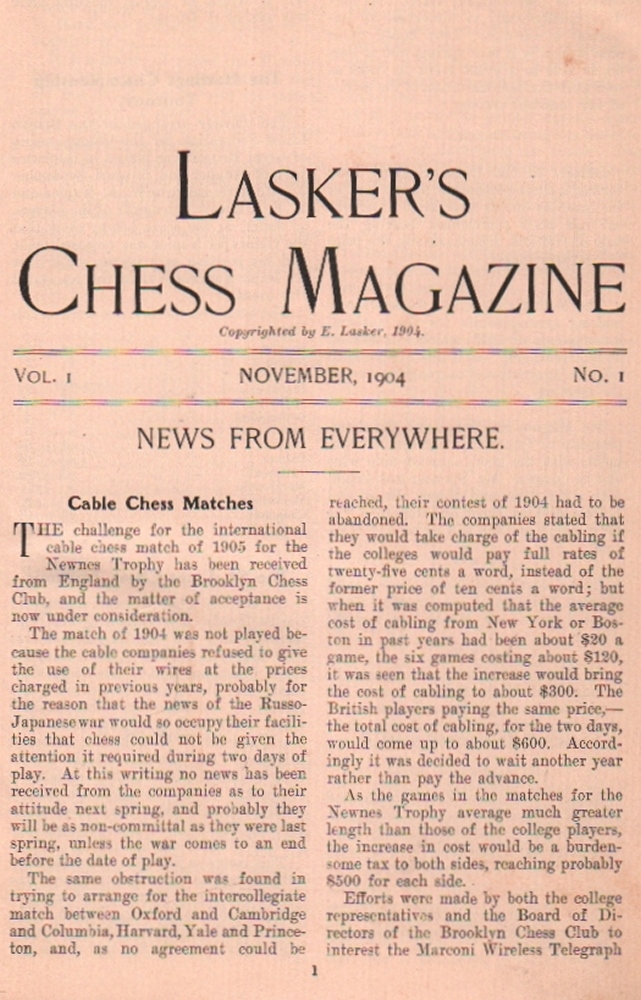 LASKER'S
CHESS MAGAZINE
Copyrighted by E. Lasker, 1904.
VOL. 1 NOVEMBER, 1904 No. 1
NEWS FROM EVERYWHERE.
Cable Chess Matches
THE challenge for the international
cable chess match of 1905 for the
Newnes Trophy has been received
from England by the Brooklyn Chess
Club, and the matter of acceptance is
now under consideration.
The match of 1904 was not played be-
cause the cable companies refused to give
the use of their wires at the prices
charged in previous years, probably for
the reason that the news of the Russo-
Japanese war would so occupy their facili-
ties that chess could not be given the
attention it required during two days of
play. At this writing no news has been
received from the companies as to their
attitude next spring, and probably they
will be as non-committal as they were last
spring, unless the war comes to an end
before the date of play.
The same obstruction was found in
trying to arrange for the intercollegiate
match between Oxford and Cambridge
and Columbia, Harvard, Yale and Prince-
ton, and, as no agreement could be
reached, their contest of 1904 had to be
abandoned. The companies stated that
they would take charge of the cabling if
the colleges would pay full rates of
twenty-five cents a word, instead of the
former price of ten cents a word; but
when it was computed that the average
cost of cabling from New York or Bos-
ton in past years had been about $20 a
game, the six games costing about $120,
it was seen that the increase would bring
the cost of cabling to about $300. The
British players paying the same price,—
the total cost of cabling, for the two days,
would come up to about $600. Accord-
ingly it was decided to wait another year
rather than pay the advance.
As the games in the matches for the
Newnes Trophy average much greater
length than those of the college players,
the increase in cost would be a burden-
some tax to both sides, reaching probably
$500 for each side.
Efforts were made by both the college
representatives and the Board of Di-
rectors of the Brooklyn Chess Club to
interest the Marconi Wireless Telegraph
1